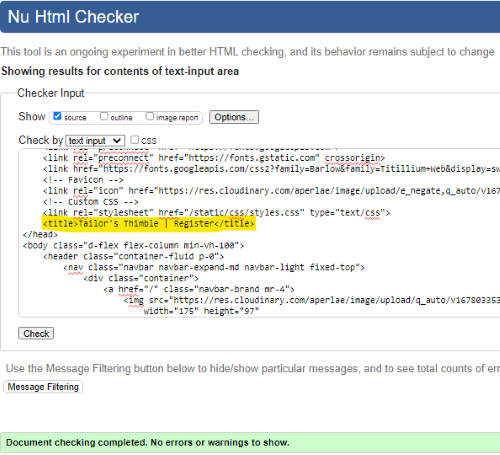 Nu Html Checker
This tool is an ongoing experiment in better HTML checking, and its behavior remains subject to change
Showing results for contents of text-input area
Checker Input
Show source outline image report Options...
Check by text input css
<link rel="preconnect" href="https://fonts.googleapis.com">
<link rel="preconnect" href="https://fonts.gstatic.com" crossorigin>
<link href="https://fonts.googleapis.com/css2?family=Barlow&family=Titillium+Web&display=sw
<!-- Favicon -->
<link rel="icon" href="https://res.cloudinary.com/aperlae/image/upload/e_negate,q_auto/v167
<!-- Custom CSS -->
<link rel="stylesheet" href="/static/css/styles.css" type="text/css">
<title>Tailor's Thimble | Register</title>
</head>
<body class="d-flex flex-column min-vh-100">
<header class="container-fluid p-0">
<nav class="navbar navbar-expand-md navbar-light fixed-top">
<div class="container">
<a href="/" class="navbar-brand mr-4">
<img src="https://res.cloudinary.com/aperlae/image/upload/q_auto/v167803353
width="175" height="97"
Check
Use the Message Filtering button below to hide/show particular messages, and to see total counts of err
Message Filtering
Document checking completed. No errors or warnings to show.